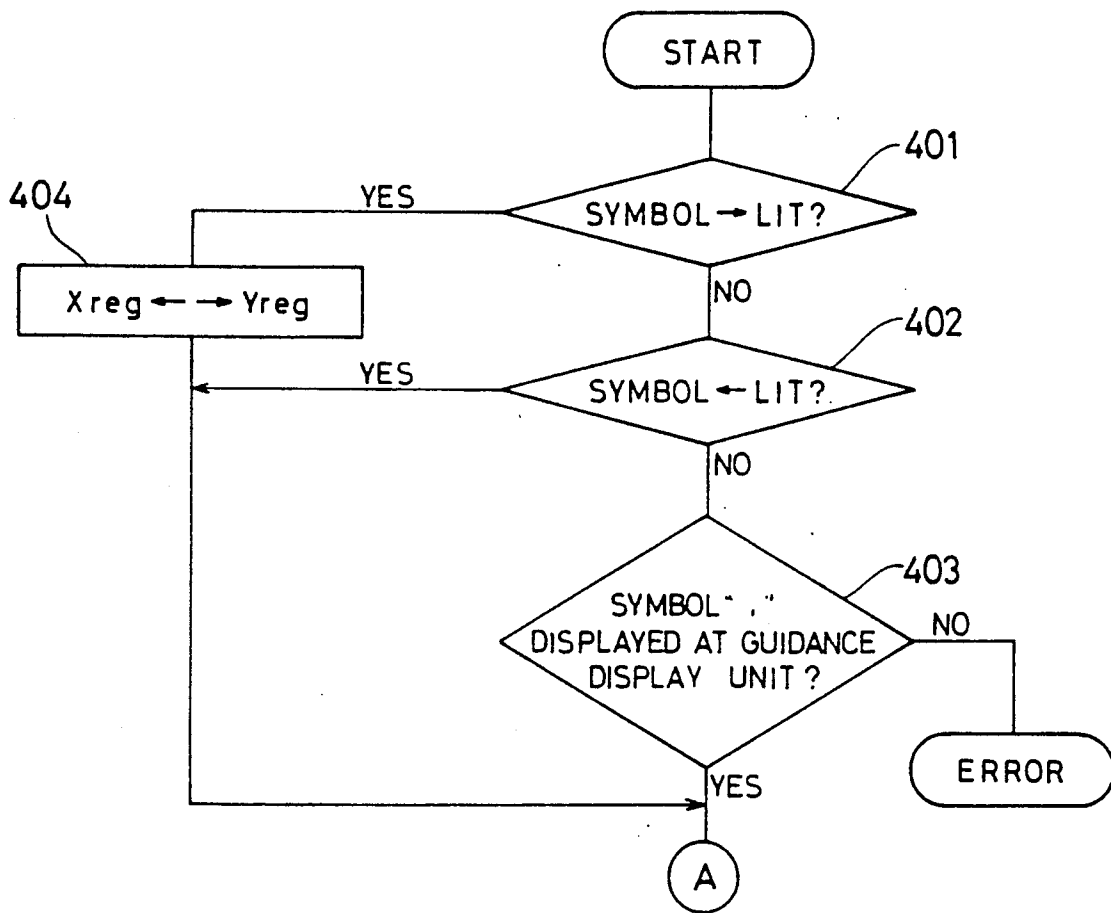 START
401
404
YES
SYMBOL → LIT?
Xreg ← → Yreg
NO
402
YES
SYMBOL ← LIT?
NO
403
SYMBOL " , "
DISPLAYED AT GUIDANCE
DISPLAY UNIT?
NO
ERROR
YES
A